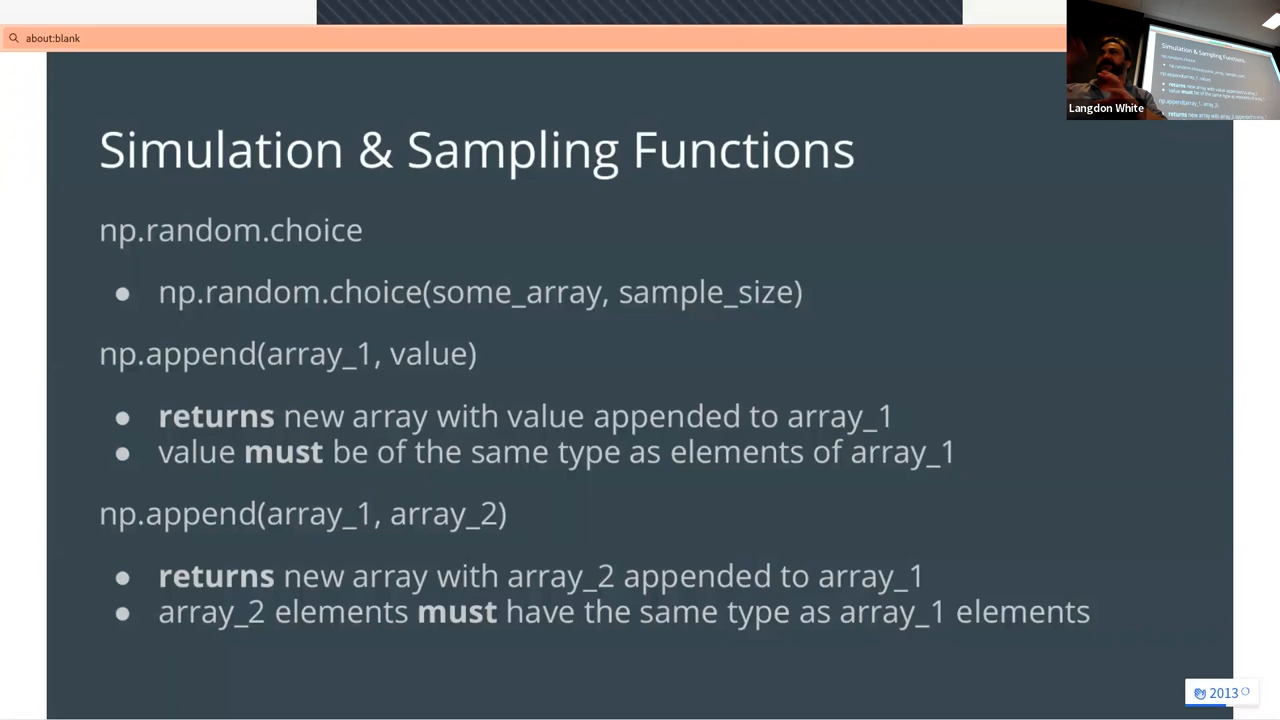 about:blank
Simulation & Sampling Functions
np.random.choice
● np.random.choice(some_array, sample_size)
np.append(array_1, value)
● returns new array with value appended to array_1
● value must be of the same type as elements of array_1
np.append(array_1, array_2)
● returns new array with array_2 appended to array_1
● array_2 elements must have the same type as array_1 elements
Langdon White
Simulation & Sampling Functions
2013